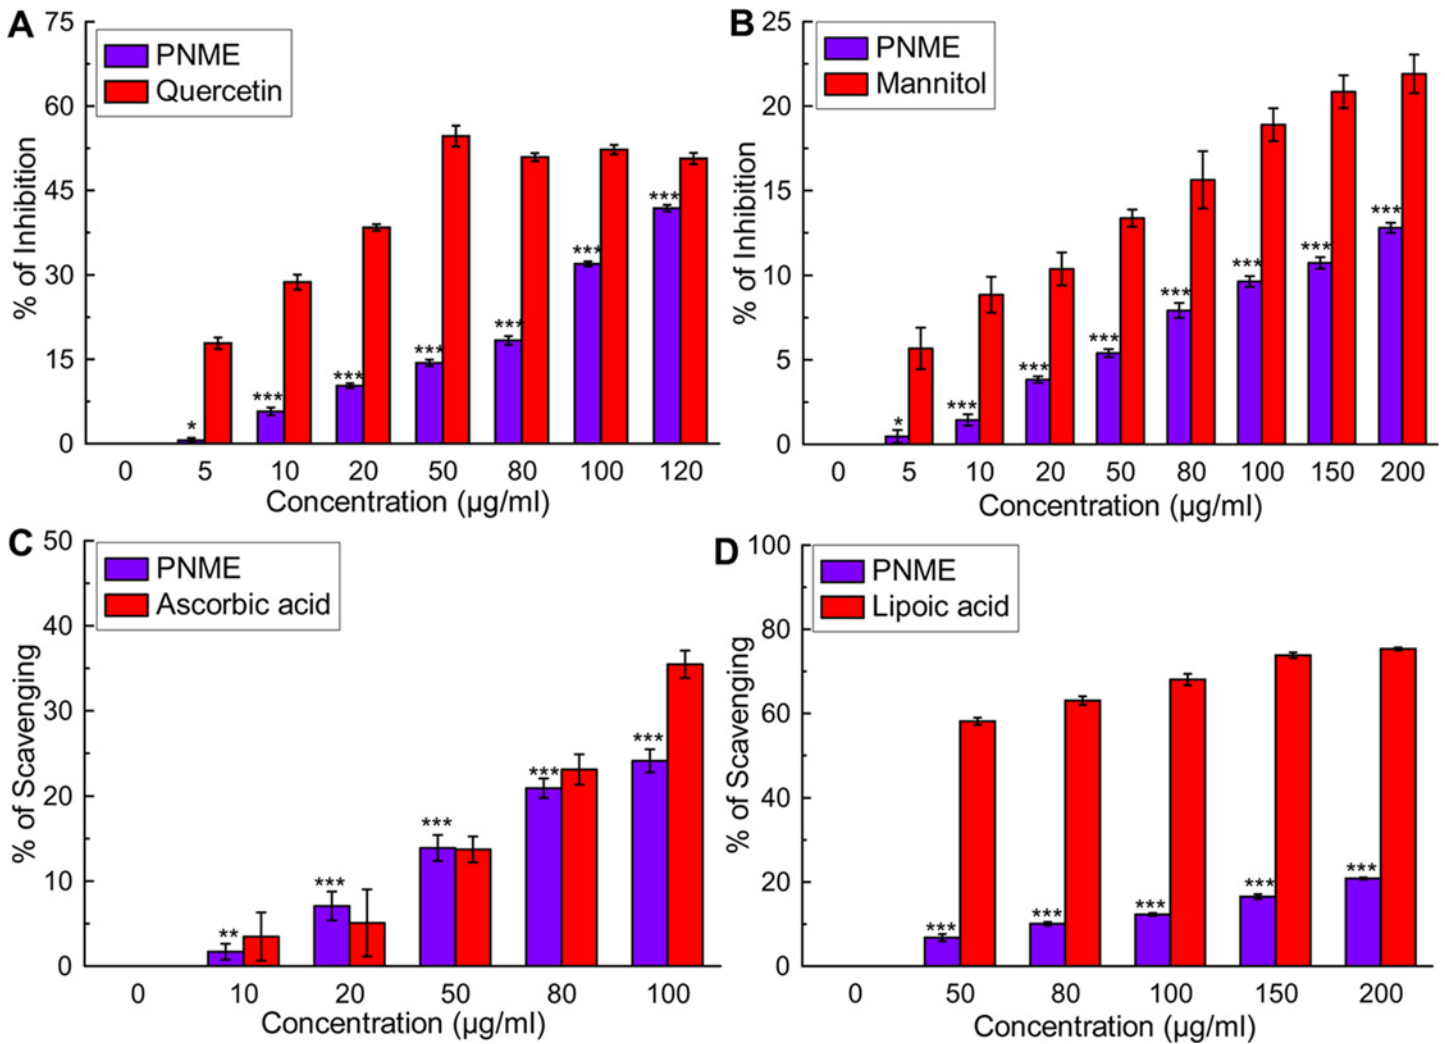 A
PNME
Quercetin
% of Inhibition
75
60
45
30
15
0
*
***
***
***
***
***
***
0 5 10 20 50 80 100 120
Concentration (µg/ml)
B
PNME
Mannitol
% of Inhibition
25
20
15
10
5
0
*
***
***
***
***
***
***
***
0 5 10 20 50 80 100 150 200
Concentration (µg/ml)
C
PNME
Ascorbic acid
% of Scavenging
50
40
30
20
10
0
**
***
***
***
***
0 10 20 50 80 100
Concentration (µg/ml)
D
PNME
Lipoic acid
% of Scavenging
100
80
60
40
20
0
***
***
***
***
***
0 50 80 100 150 200
Concentration (µg/ml)